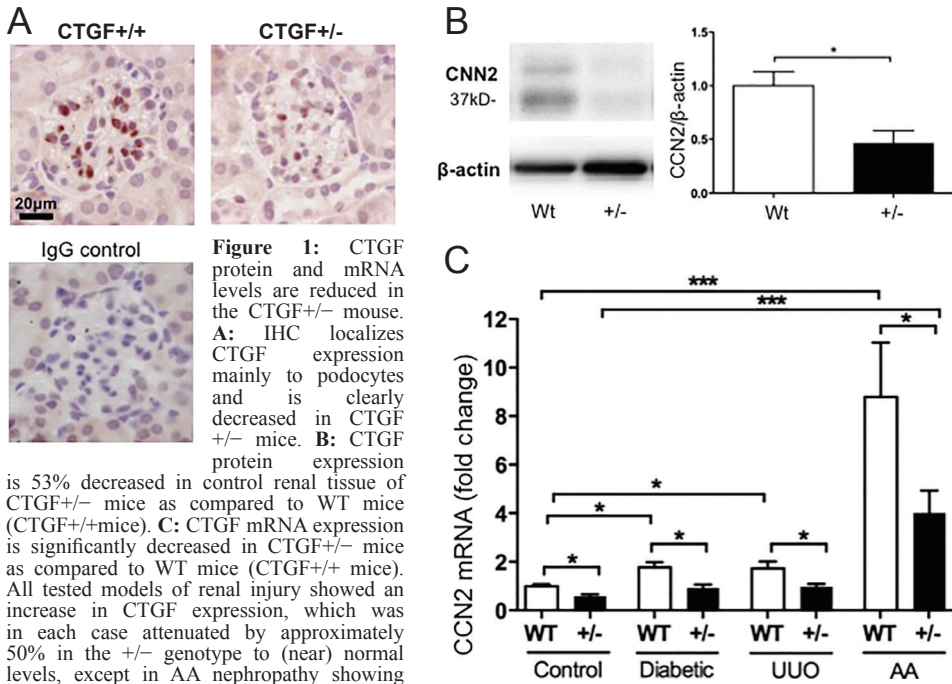 A
CTGF+/+
CTGF+/-
20μm
IgG control
Figure 1: CTGF
protein and mRNA
levels are reduced in
the CTGF+/− mouse.
A: IHC localizes
CTGF expression
mainly to podocytes
and is clearly
decreased in CTGF
+/− mice. B: CTGF
protein expression
is 53% decreased in control renal tissue of
CTGF+/− mice as compared to WT mice
(CTGF+/+mice). C: CTGF mRNA expression
is significantly decreased in CTGF+/− mice
as compared to WT mice (CTGF+/+ mice).
All tested models of renal injury showed an
increase in CTGF expression, which was
in each case attenuated by approximately
50% in the +/− genotype to (near) normal
levels, except in AA nephropathy showing
B
CNN2
37kD-
β-actin
Wt +/-
CCN2/β-actin
1.5
1.0
0.5
0.0
*
Wt +/-
C
CCN2 mRNA (fold change)
12
10
8
6
4
2
0
***
***
*
*
*
*
*
*
WT +/- WT +/- WT +/- WT +/-
Control Diabetic UUO AA